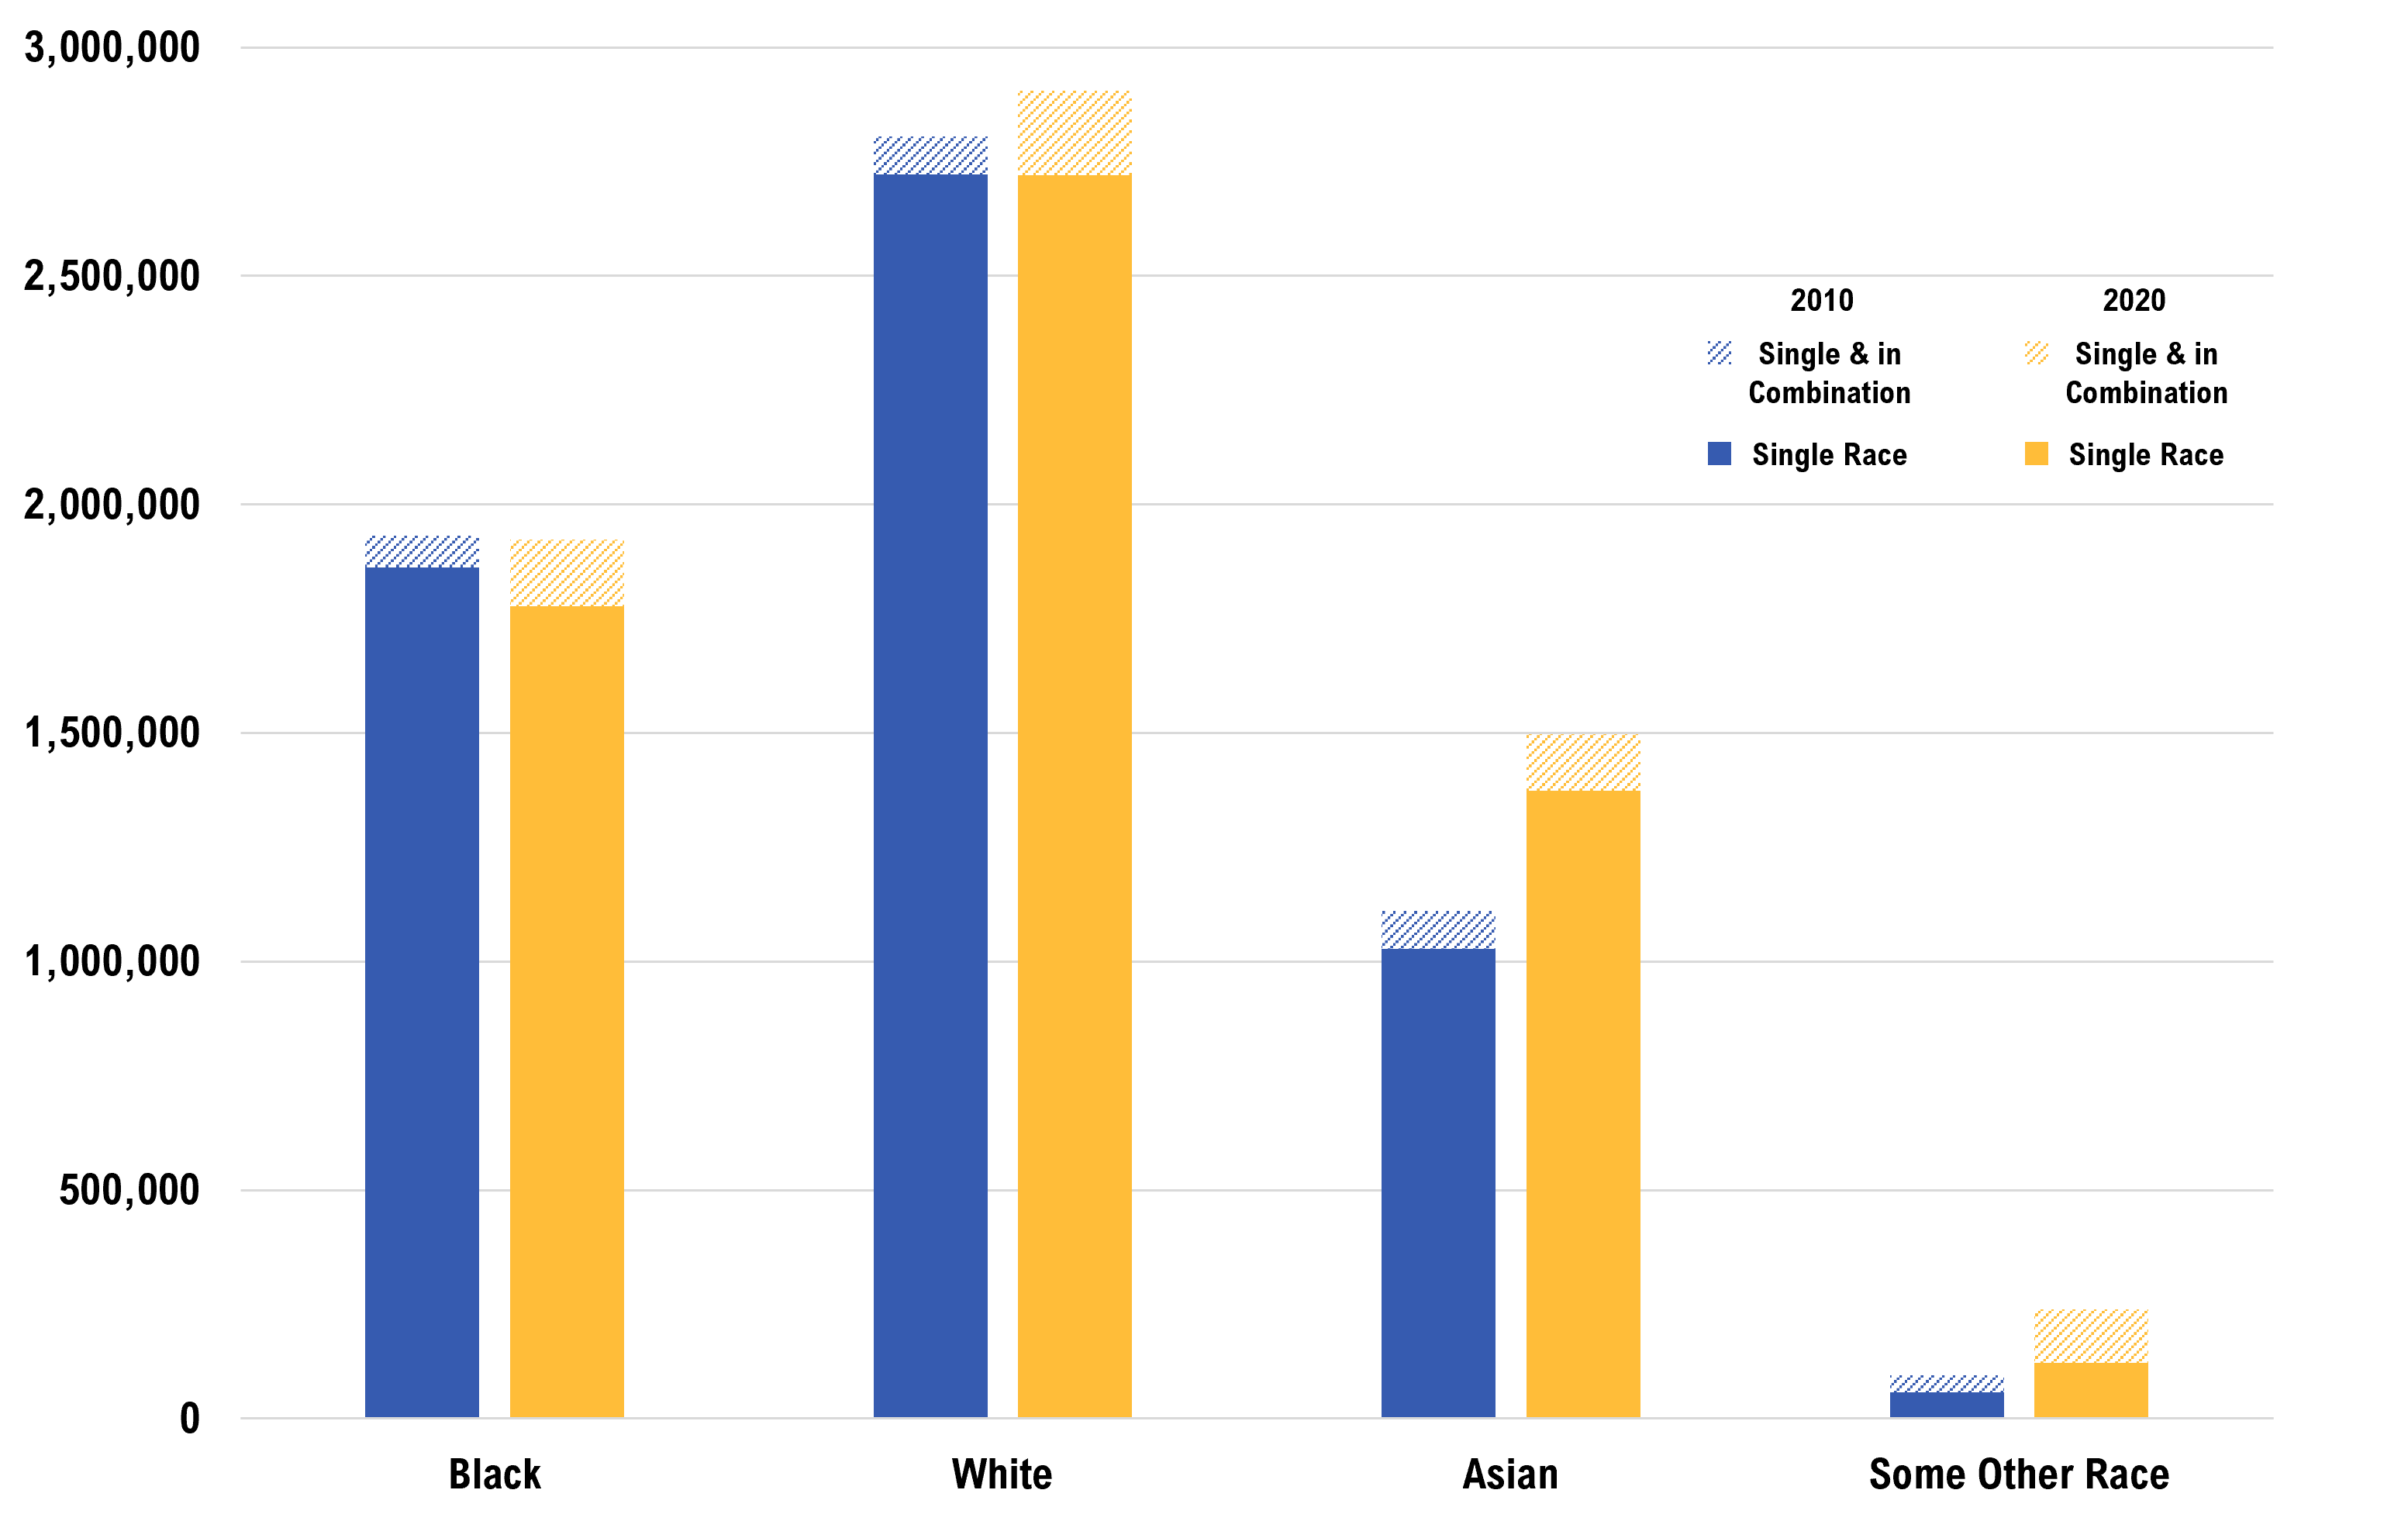 3,000,000
2,500,000
2,000,000
1,500,000
1,000,000
500,000
0
2010
2020
Single & in
Combination
Single & in
Combination
Single Race
Single Race
Black
White
Asian
Some Other Race